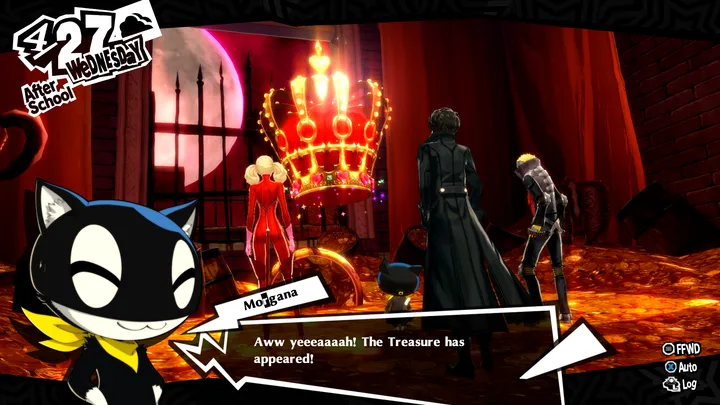 4/27
WEDNESDAY
After
School
Morgana
Aww yeeeaaaah! The Treasure has
appeared!
FFWD
Auto
Log